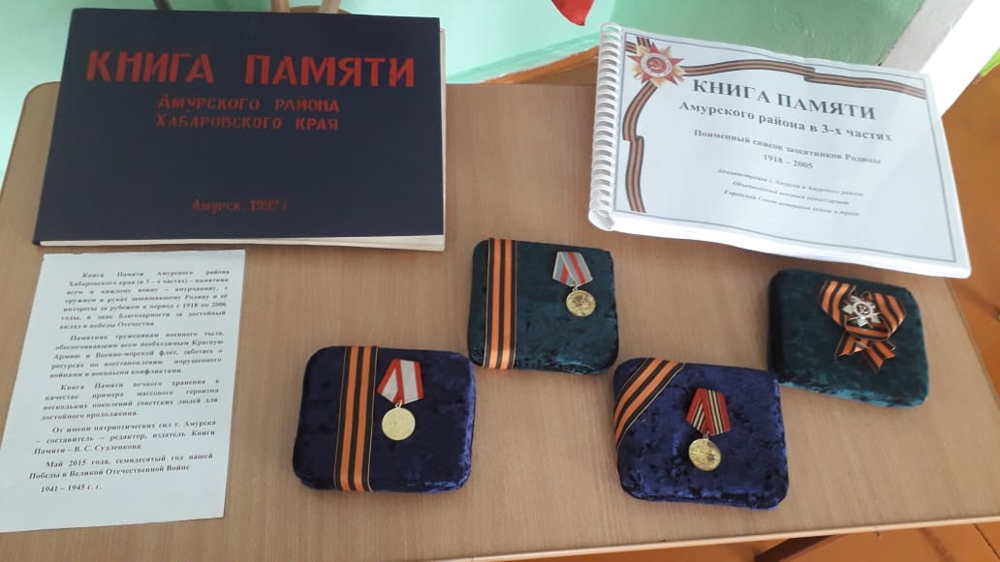 КНИГА ПАМЯТИ
АМУРСКОГО РАЙОНА
ХАБАРОВСКОГО КРАЯ
Амурск. 1992 г.
КНИГА ПАМЯТИ
Амурского района в 3-х частях
Поименный список защитников Родины
1918 – 2005
Администрация г. Амурска и Амурского района
Объединенный военный комиссариат
Городской Совет ветеранов войны и труда
Книга Памяти Амурского района
Хабаровского края (в 3 – х частях) – памятник
всем и каждому воину – амурчанину, с
оружием в руках защищавшему Родину и её
интересы за рубежом в период с 1918 по 2006
годы, в знак благодарности за достойный
вклад в победы Отечества.
Памятник труженикам военного тыла,
обеспечивавшим всем необходимым Красную
Армию и Военно-морской флот, заботясь о
ресурсах по восстановлению порушенного
войнами и военными конфликтами.
Книга Памяти вечного хранения в
качестве примера массового героизма
нескольких поколений советских людей для
достойного продолжения.
От имени патриотических сил г. Амурска
– составитель – редактор, издатель Книги
Памяти – В. С. Судленкова.
Май 2015 года, семидесятый год нашей
Победы в Великой Отечественной Войне
1941 – 1945 г. г.